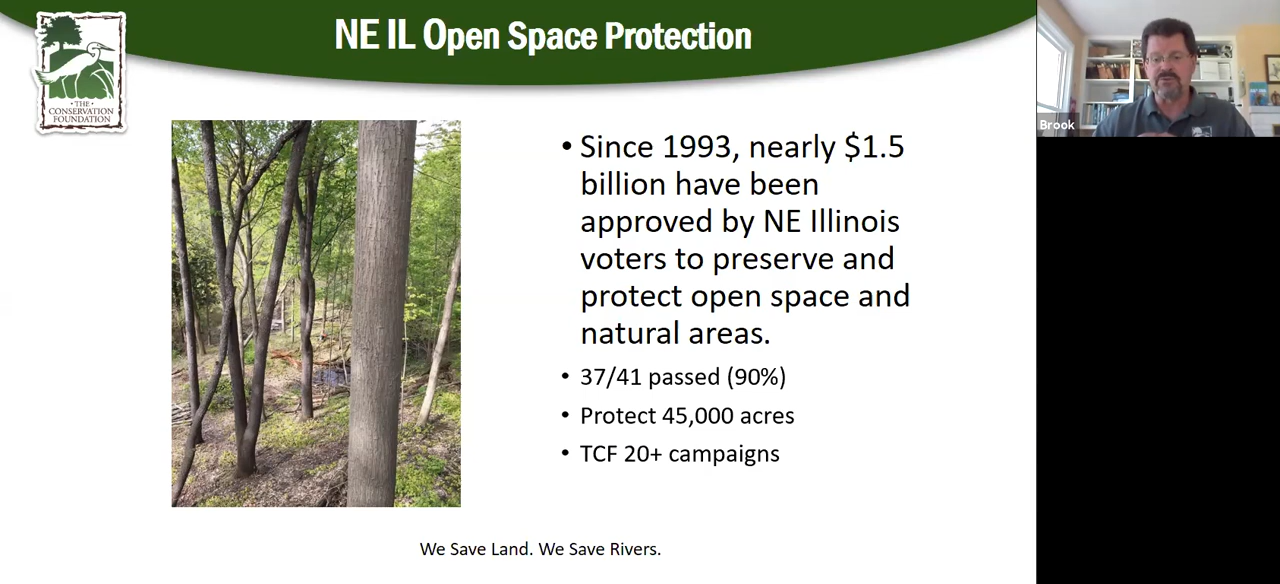 NE IL Open Space Protection
• THE •
CONSERVATION
FOUNDATION
Brook
• Since 1993, nearly $1.5
billion have been
approved by NE Illinois
voters to preserve and
protect open space and
natural areas.
• 37/41 passed (90%)
• Protect 45,000 acres
• TCF 20+ campaigns
We Save Land. We Save Rivers.